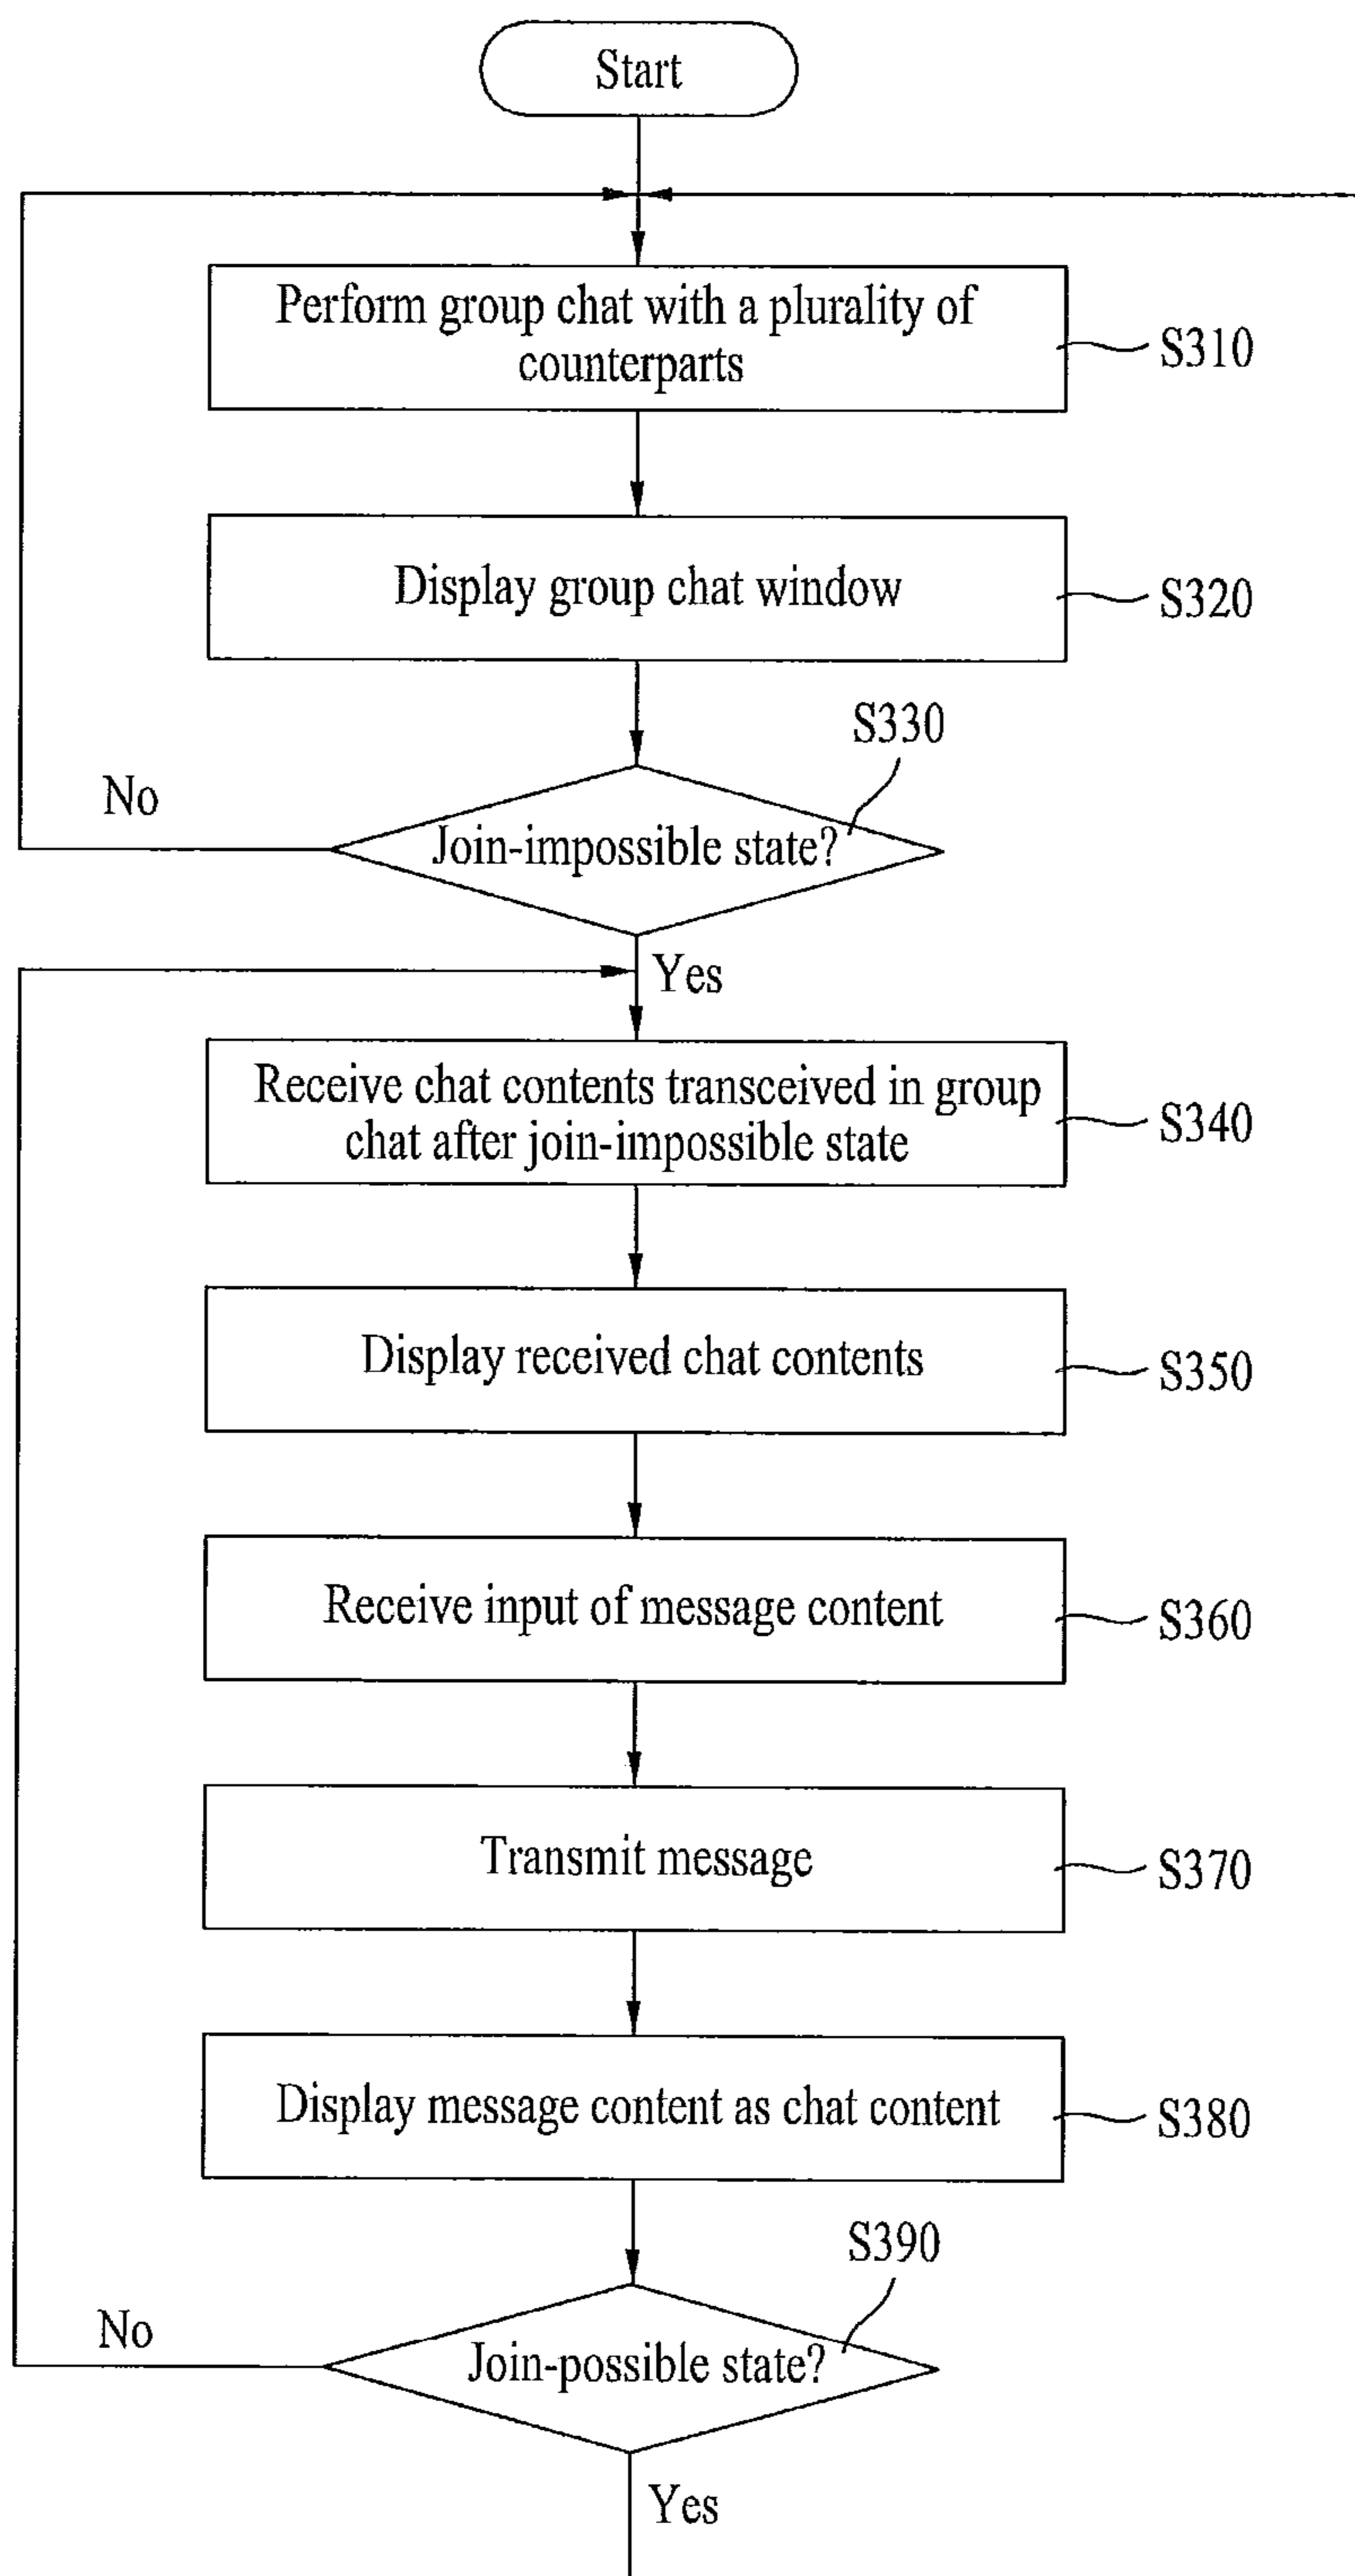 Start
Perform group chat with a plurality of
counterparts
S310
Display group chat window
S320
S330
No
Join-impossible state?
Yes
Receive chat contents transceived in group
chat after join-impossible state
S340
Display received chat contents
S350
Receive input of message content
S360
Transmit message
S370
Display message content as chat content
S380
S390
No
Join-possible state?
Yes